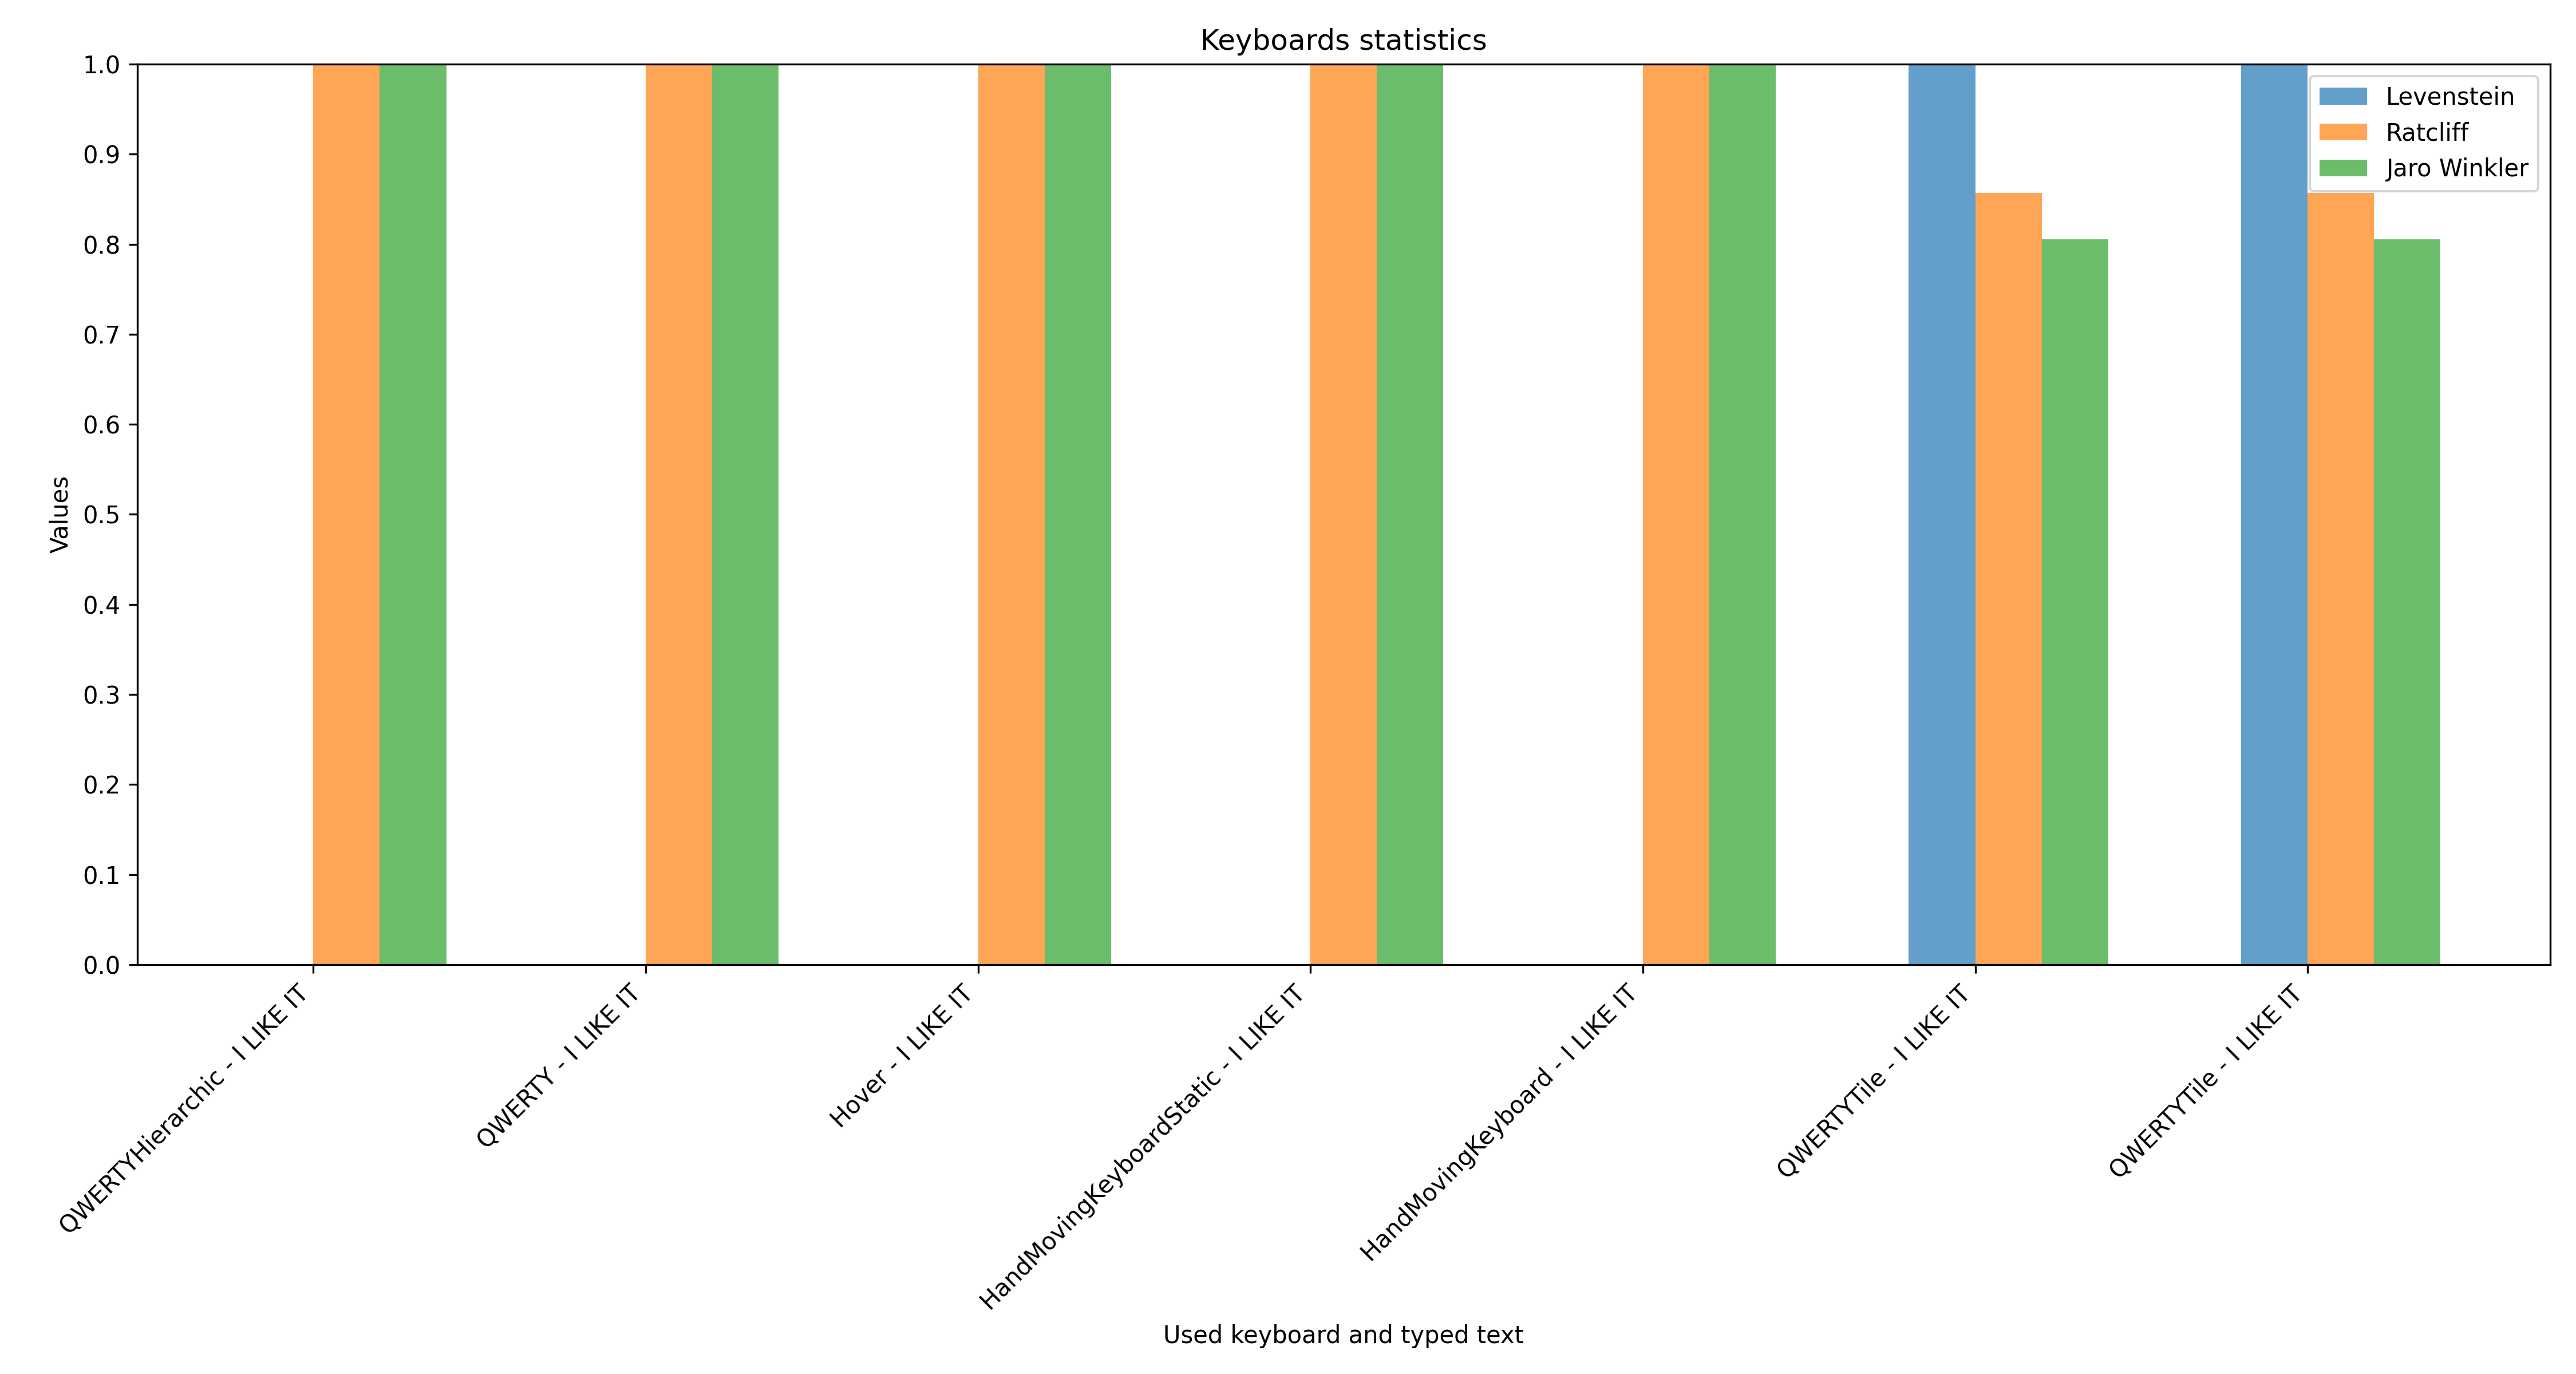 Keyboards statistics
1.0
0.9
0.8
0.7
0.6
0.5
0.4
0.3
0.2
0.1
0.0
Values
Levenstein
Ratcliff
Jaro Winkler
QWERTYHierarchic - I LIKE IT
QWERTY - I LIKE IT
Hover - I LIKE IT
HandMovingKeyboardStatic - I LIKE IT
HandMovingKeyboard - I LIKE IT
QWERTYTile - I LIKE IT
QWERTYTile - I LIKE IT
Used keyboard and typed text